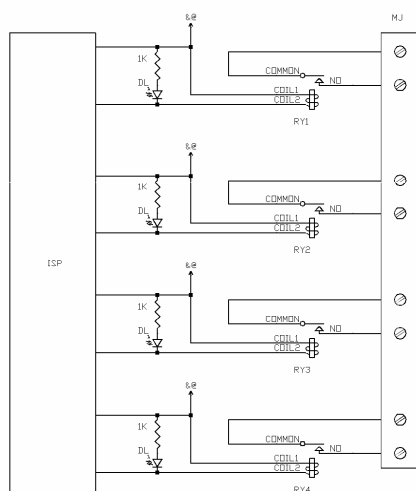 &@ MJ
1K COMMON
DL COIL1 NO
COIL2
RY1
&@
1K COMMON
DL COIL1 NO
COIL2
RY2
ISP
&@
1K COMMON
DL COIL1 NO
COIL2
RY3
&@
1K COMMON
DL COIL1 NO
COIL2
RY4